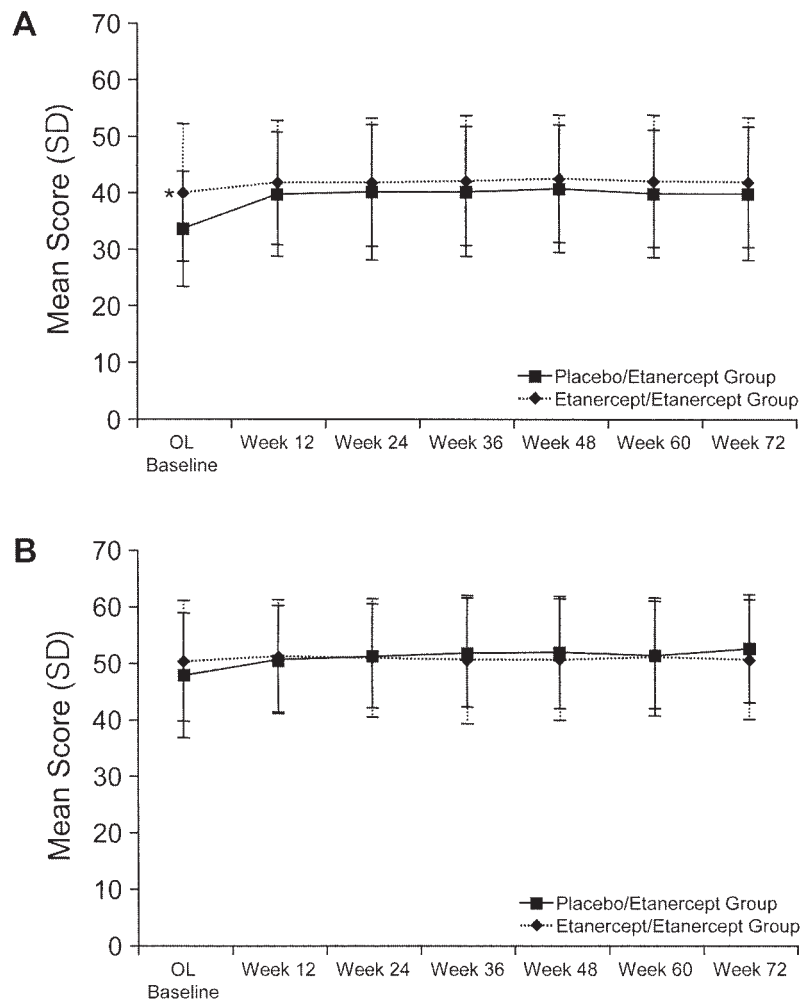 A
Mean Score (SD)
70
60
50
40
30
20
10
0
*
Placebo/Etanercept Group
Etanercept/Etanercept Group
OL Baseline
Week 12
Week 24
Week 36
Week 48
Week 60
Week 72
B
Mean Score (SD)
70
60
50
40
30
20
10
0
Placebo/Etanercept Group
Etanercept/Etanercept Group
OL Baseline
Week 12
Week 24
Week 36
Week 48
Week 60
Week 72